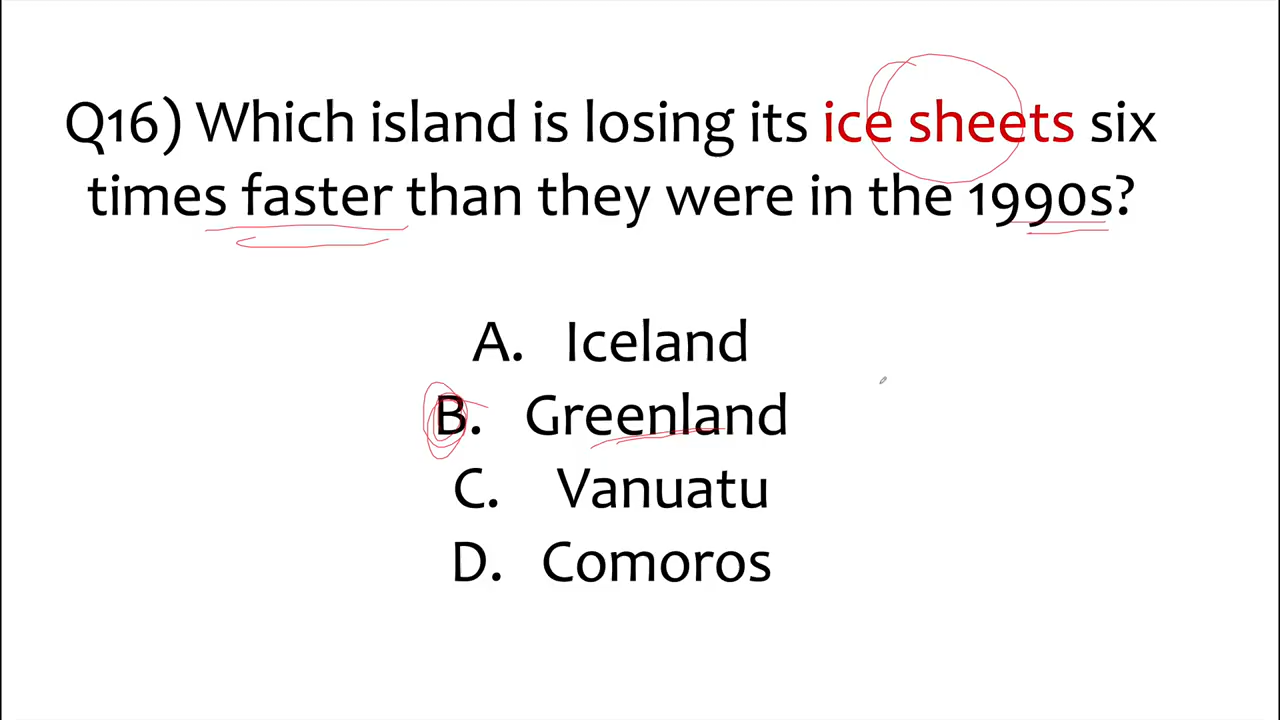 Q16) Which island is losing its ice sheets six
times faster than they were in the 1990s?
A. Iceland
B. Greenland
C. Vanuatu
D. Comoros